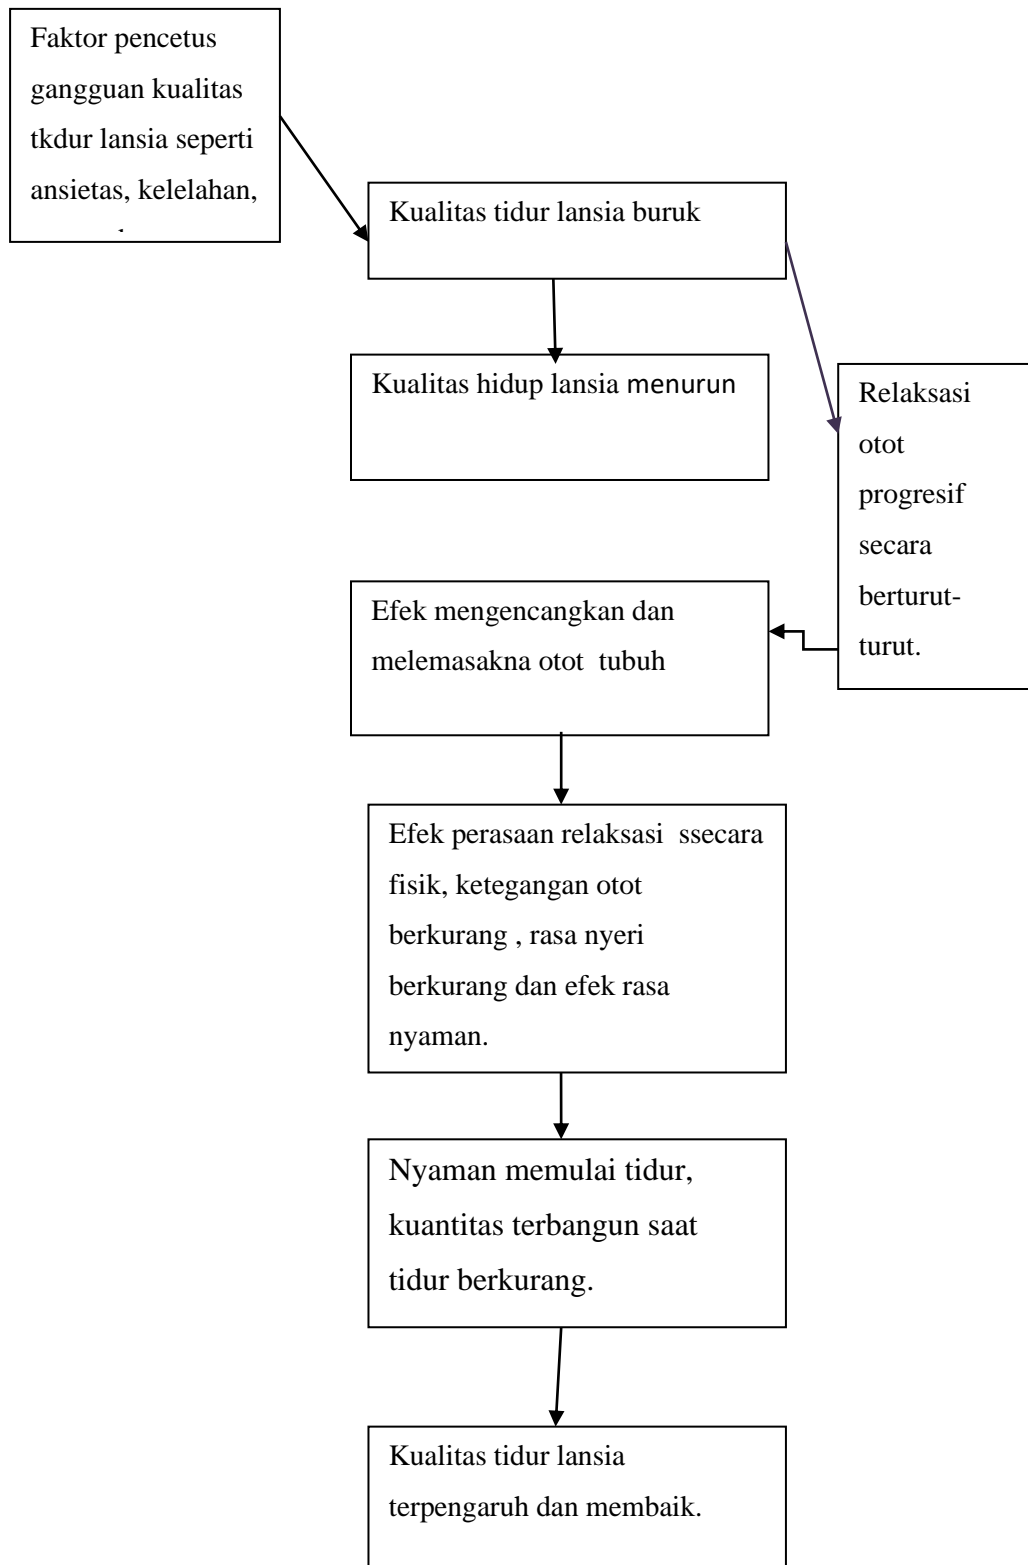 Faktor pencetus
gangguan kualitas
tkdur lansia seperti
ansietas, kelelahan,
Kualitas tidur lansia buruk
Kualitas hidup lansia menurun
Relaksasi
otot
progresif
secara
berturut-
turut.
Efek mengencangkan dan
melemasakna otot  tubuh
Efek perasaan relaksasi  ssecara
fisik, ketegangan otot
berkurang , rasa nyeri
berkurang dan efek rasa
nyaman.
Nyaman memulai tidur,
kuantitas terbangun saat
tidur berkurang.
Kualitas tidur lansia
terpengaruh dan membaik.